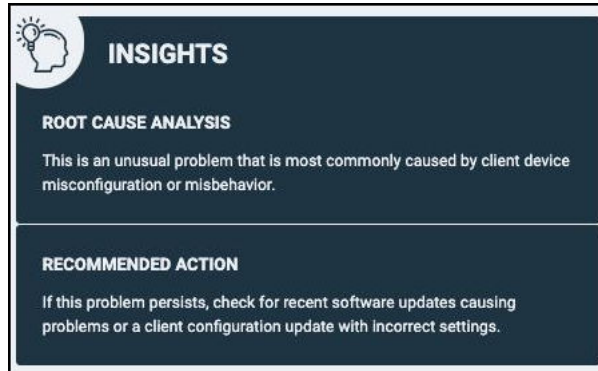 INSIGHTS
ROOT CAUSE ANALYSIS
This is an unusual problem that is most commonly caused by client device
misconfiguration or misbehavior.
RECOMMENDED ACTION
If this problem persists, check for recent software updates causing
problems or a client configuration update with incorrect settings.